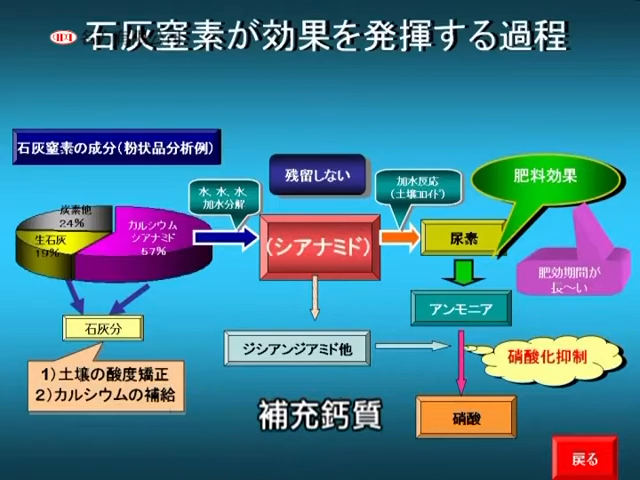 石灰窒素が効果を発揮する過程
石灰窒素の成分(粉状品分析例)
残留しない
水、水、水、
加水分解
加水反応
(土壌コロイド)
肥料効果
炭素他
24%
生石灰
19%
カルシウム
シアナミド
57%
(シアナミド)
尿素
肥効期間が
長〜い
石灰分
アンモニア
ジシアンジアミド他
硝酸化抑制
1)土壌の酸度矯正
2)カルシウムの補給
補充鈣質
硝酸
戻る